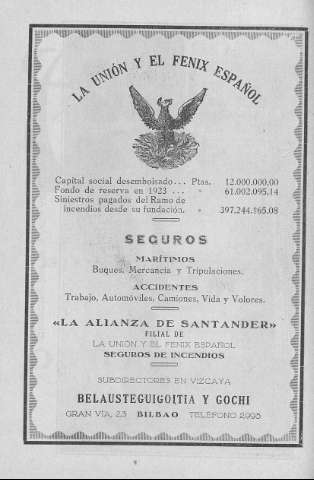 LA UNIÓN Y EL FENIX ESPAÑOL
Capital social desembolsado... Ptas. 12.000.000,00
Fondo de reserva en 1923 ... » 61.002.095,14
Siniestros pagados del Ramo de
incendios desde su fundación. » 397.244.165,08
SEGUROS
MARÍTIMOS
Buques, Mercancía y Tripulaciones.
ACCIDENTES
Trabajo, Automóviles, Camiones, Vida y Valores.
«LA ALIANZA DE SANTANDER»
FILIAL DE
LA UNIÓN Y EL FENIX ESPAÑOL
SEGUROS DE INCENDIOS
SUBDIRECTORES EN VIZCAYA
BELAUSTEGUIGOITIA Y GOCHI
GRAN VÍA, 23 BILBAO TELÉFONO 2005